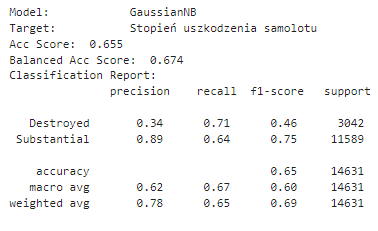 Model: GaussianNB
Target: Stopień uszkodzenia samolotu
Acc Score: 0.655
Balanced Acc Score: 0.674
Classification Report:
precision recall f1-score support
Destroyed 0.34 0.71 0.46 3042
Substantial 0.89 0.64 0.75 11589
accuracy 0.65 14631
macro avg 0.62 0.67 0.60 14631
weighted avg 0.78 0.65 0.69 14631